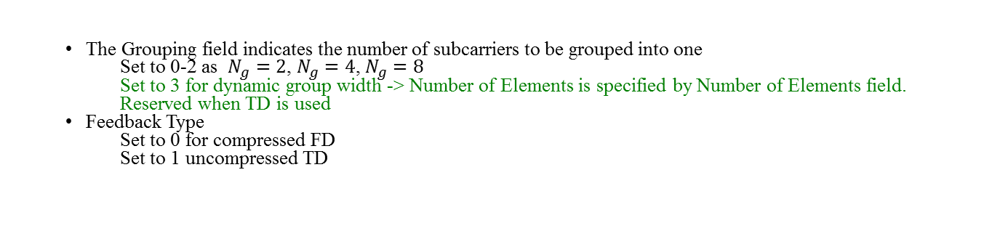 • The Grouping field indicates the number of subcarriers to be grouped into one
Set to 0-2 as N_g = 2, N_g = 4, N_g = 8
Set to 3 for dynamic group width -> Number of Elements is specified by Number of Elements field.
Reserved when TD is used
• Feedback Type
Set to 0 for compressed FD
Set to 1 uncompressed TD